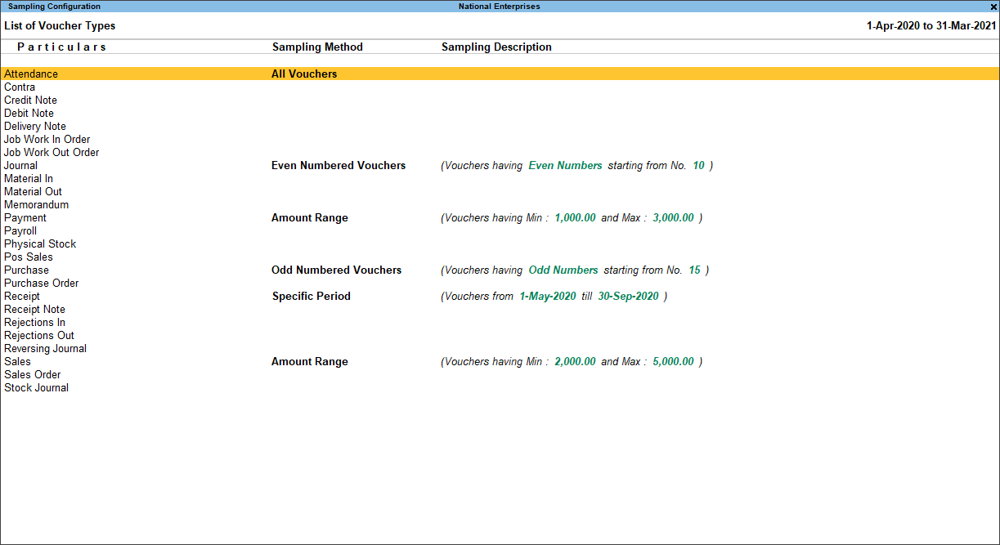 Sampling Configuration National Enterprises ×
List of Voucher Types 1-Apr-2020 to 31-Mar-2021
Particulars Sampling Method Sampling Description
Attendance All Vouchers
Contra
Credit Note
Debit Note
Delivery Note
Job Work In Order
Job Work Out Order
Journal Even Numbered Vouchers (Vouchers having Even Numbers starting from No. 10 )
Material In
Material Out
Memorandum
Payment Amount Range (Vouchers having Min : 1,000.00 and Max : 3,000.00 )
Payroll
Physical Stock
Pos Sales
Purchase Odd Numbered Vouchers (Vouchers having Odd Numbers starting from No. 15 )
Purchase Order
Receipt Specific Period (Vouchers from 1-May-2020 till 30-Sep-2020 )
Receipt Note
Rejections In
Rejections Out
Reversing Journal
Sales Amount Range (Vouchers having Min : 2,000.00 and Max : 5,000.00 )
Sales Order
Stock Journal